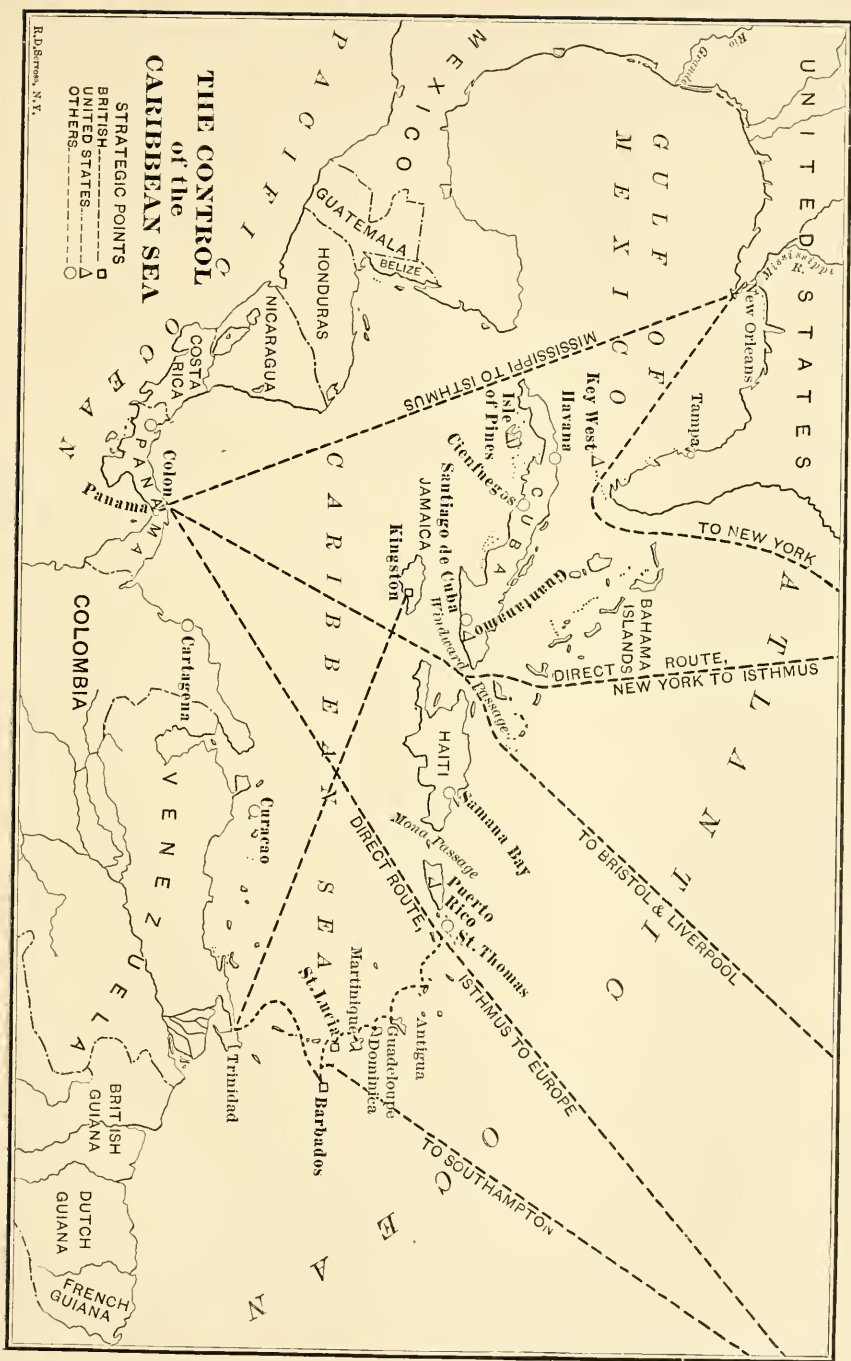 THE CONTROL
of the
CARIBBEAN SEA
STRATEGIC POINTS
BRITISH
UNITED STATES
OTHERS
R.D.Servoss, N.Y.
UNITED STATES
Rio
Grande
Mississippi
R.
New Orleans
Tampa
MEXICO
GULF OF
MEXICO
Key West
Havana
Isle
of Pines
Cienfuegos
CUBA
Santiago de Cuba
Guantanamo
BAHAMA
ISLANDS
TO NEW YORK
ATLANTIC OCEAN
DIRECT ROUTE,
NEW YORK TO ISTHMUS
MISSISSIPPI TO ISTHMUS
GUATEMALA
BELIZE
HONDURAS
NICARAGUA
COSTA
RICA
PANAMA
Colon
Panama
PACIFIC OCEAN
CARIBBEAN SEA
JAMAICA
Kingston
Windward
Passage
HAITI
Samana Bay
Mona Passage
Puerto
Rico
St. Thomas
TO BRISTOL & LIVERPOOL
DIRECT ROUTE,
ISTHMUS TO EUROPE
Antigua
Guadeloupe
Dominica
Martinique
St. Lucia
Barbados
TO SOUTHAMPTON
Trinidad
Curacao
Cartagena
COLOMBIA
VENEZUELA
BRITISH
GUIANA
DUTCH
GUIANA
FRENCH
GUIANA